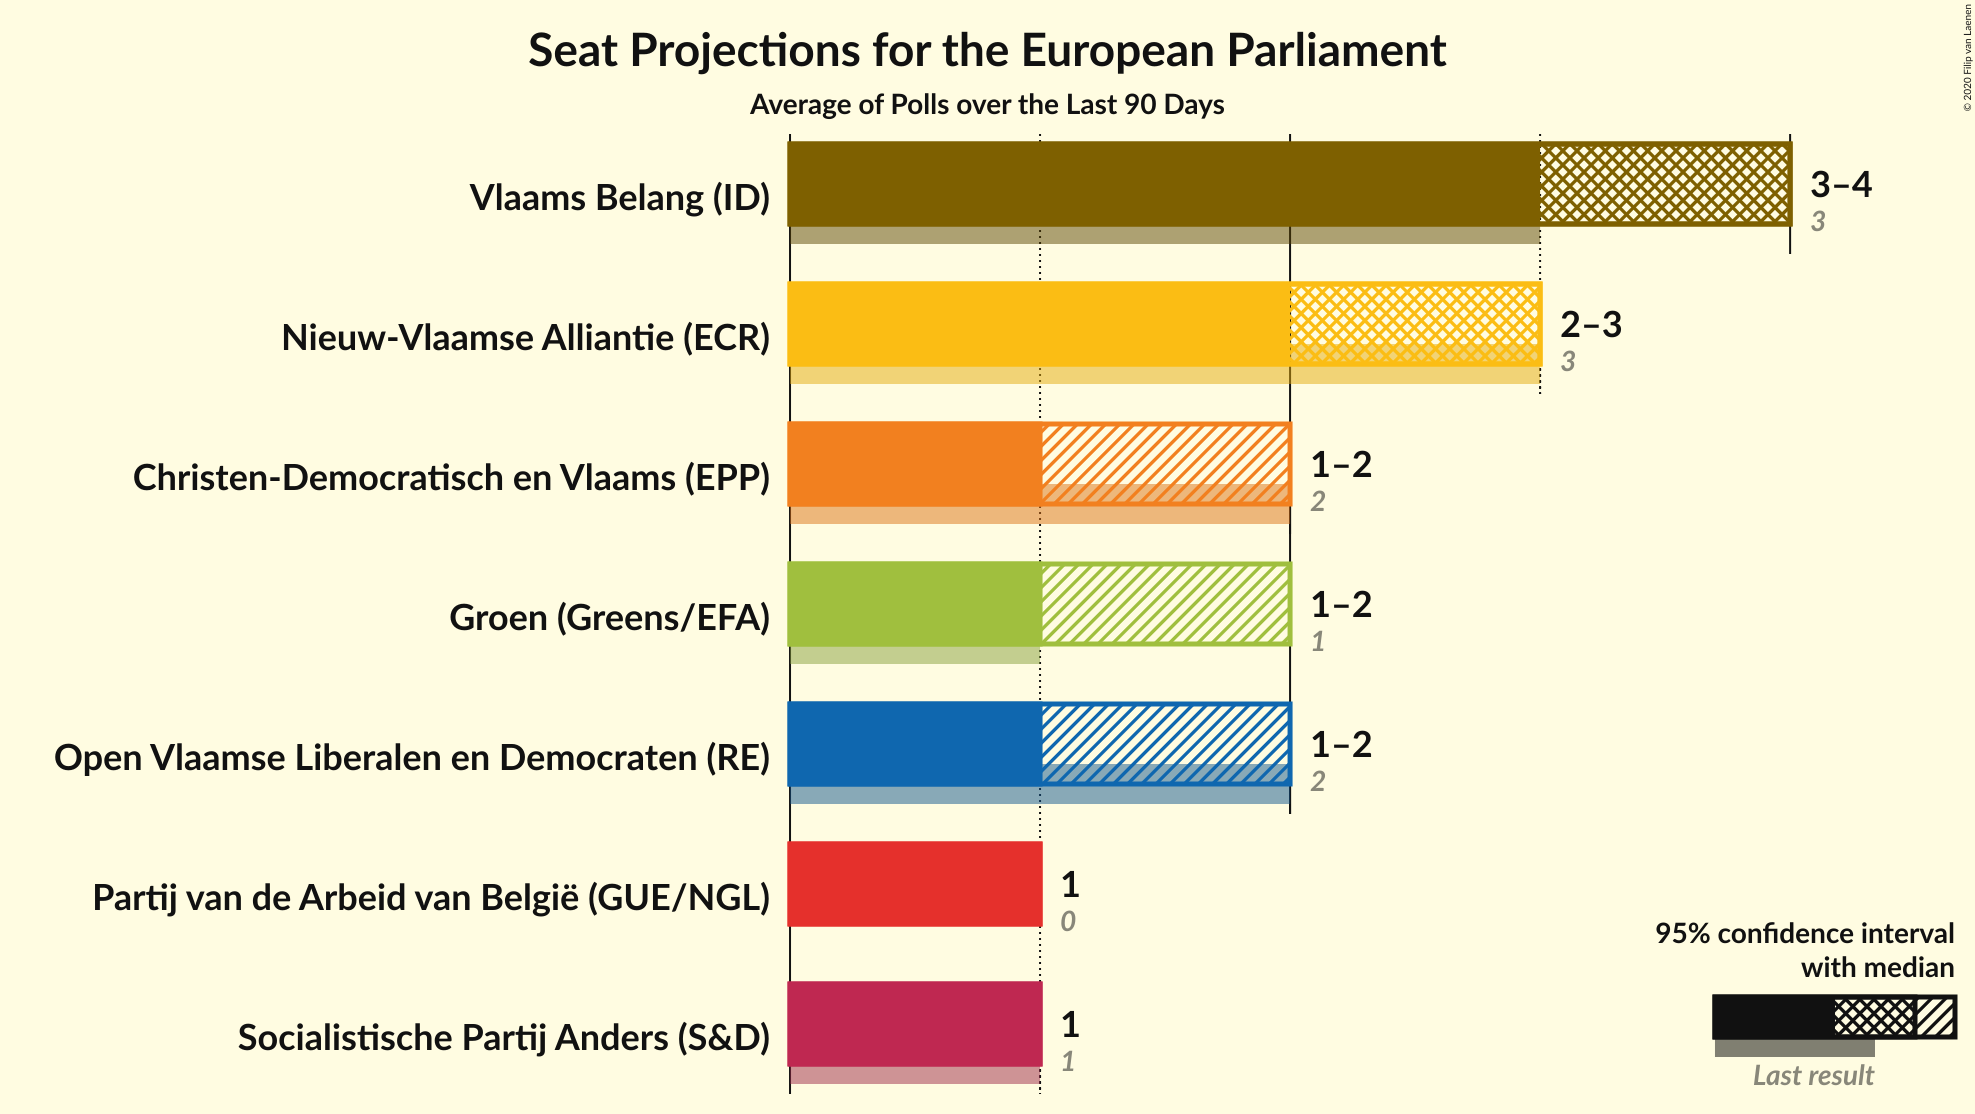 Seat Projections for the European Parliament
Average of Polls over the Last 90 Days
© 2020 Filip van Laenen
Vlaams Belang (ID)
3–4
3
Nieuw-Vlaamse Alliantie (ECR)
2–3
3
Christen-Democratisch en Vlaams (EPP)
1–2
2
Groen (Greens/EFA)
1–2
1
Open Vlaamse Liberalen en Democraten (RE)
1–2
2
Partij van de Arbeid van België (GUE/NGL)
1
0
Socialistische Partij Anders (S&D)
1
1
95% confidence interval
with median
Last result